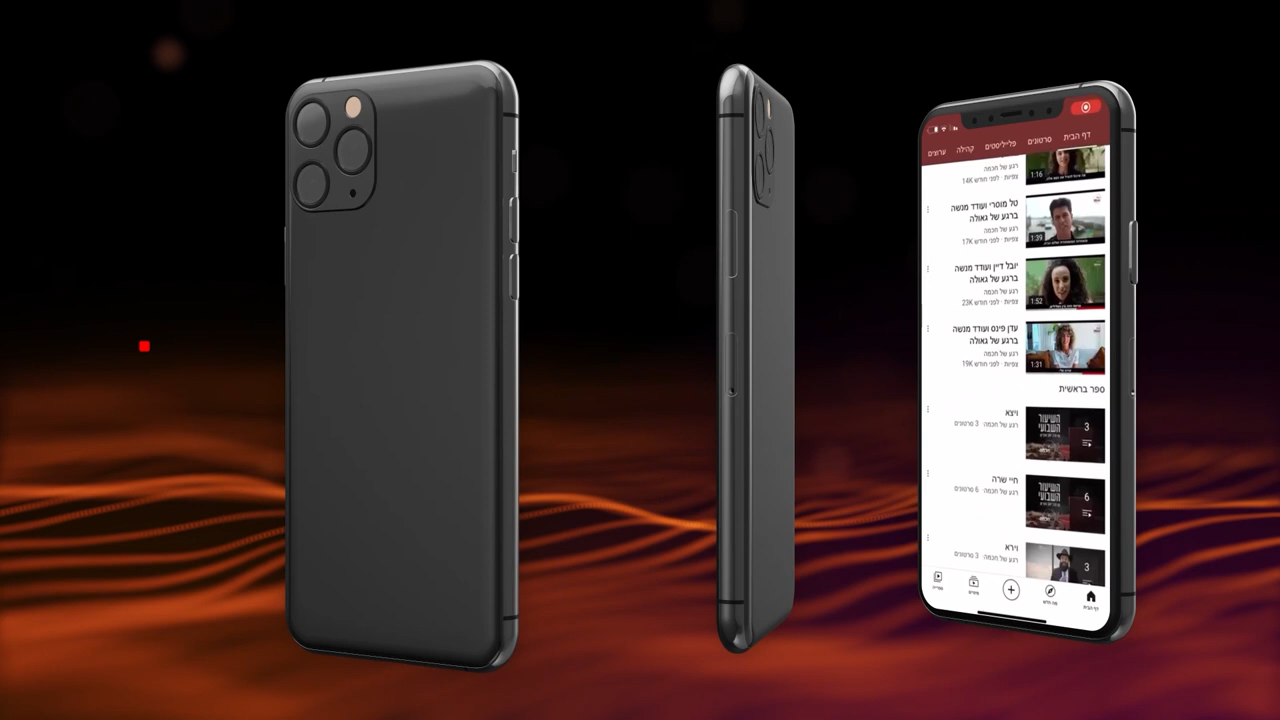 דף הבית סרטונים פלייליסטים קהילה ערוצים
1:16
רגע של חכמה
14K צפיות · לפני חודש
טל מוסרי ועודד מנשה
ברגע של גאולה
רגע של חכמה
17K צפיות · לפני חודש
1:39
יובל דיין ועודד מנשה
ברגע של גאולה
רגע של חכמה
23K צפיות · לפני חודש
1:52
עדן פינס ועודד מנשה
ברגע של גאולה
רגע של חכמה
19K צפיות · לפני חודש
1:31
ספר בראשית
ויצא
רגע של חכמה · 3 סרטונים
השיעור
השבועי
3
חיי שרה
רגע של חכמה · 6 סרטונים
השיעור
השבועי
6
וירא
רגע של חכמה · 3 סרטונים
3
דף הבית
מה חדש
מינויים
ספרייה